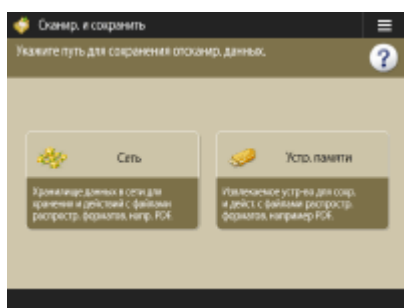 Сканир. и сохранить
Укажите путь для сохранения отсканир. данных.
?
Сеть
Устр. памяти
Хранилище данных в сети для
хранения и действий с файлами
распростр. форматов, напр. PDF.
Извлекаемое устр-во для сохр.
и дейст. с файлами распростр.
форматов, например PDF.